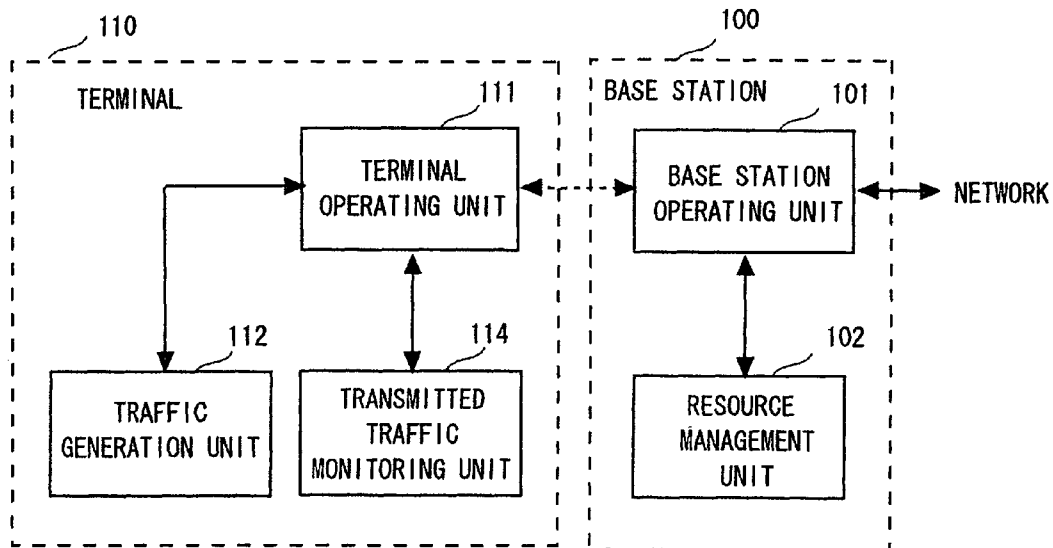 110
100
TERMINAL
111
BASE STATION
101
TERMINAL
OPERATING UNIT
BASE STATION
OPERATING UNIT
NETWORK
112
114
102
TRAFFIC
GENERATION UNIT
TRANSMITTED
TRAFFIC
MONITORING UNIT
RESOURCE
MANAGEMENT
UNIT